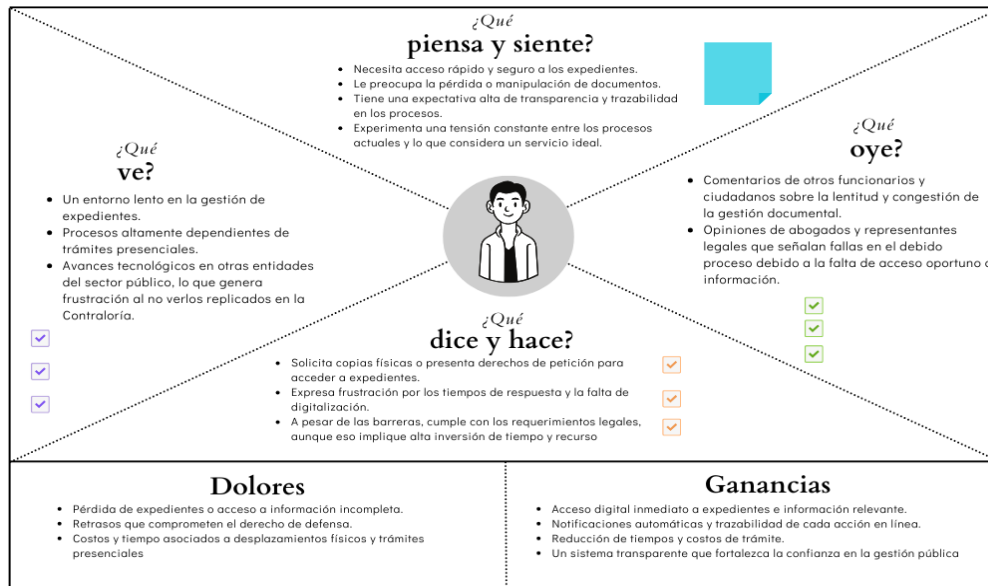 ¿Qué
piensa y siente?
• Necesita acceso rápido y seguro a los expedientes.
• Le preocupa la pérdida o manipulación de documentos.
• Tiene una expectativa alta de transparencia y trazabilidad
en los procesos.
• Experimenta una tensión constante entre los procesos
actuales y lo que considera un servicio ideal.
¿Qué
ve?
• Un entorno lento en la gestión de
expedientes.
• Procesos altamente dependientes de
trámites presenciales.
• Avances tecnológicos en otras entidades
del sector público, lo que genera
frustración al no verlos replicados en la
Contraloría.
¿Qué
oye?
• Comentarios de otros funcionarios y
ciudadanos sobre la lentitud y congestión de
la gestión documental.
• Opiniones de abogados y representantes
legales que señalan fallas en el debido
proceso debido a la falta de acceso oportuno a
información.
¿Qué
dice y hace?
• Solicita copias físicas o presenta derechos de petición para
acceder a expedientes.
• Expresa frustración por los tiempos de respuesta y la falta de
digitalización.
• A pesar de las barreras, cumple con los requerimientos legales,
aunque eso implique alta inversión de tiempo y recurso
Dolores
• Pérdida de expedientes o acceso a información incompleta.
• Retrasos que comprometen el derecho de defensa.
• Costos y tiempo asociados a desplazamientos físicos y trámites
presenciales
Ganancias
• Acceso digital inmediato a expedientes e información relevante.
• Notificaciones automáticas y trazabilidad de cada acción en línea.
• Reducción de tiempos y costos de trámite.
• Un sistema transparente que fortalezca la confianza en la gestión pública